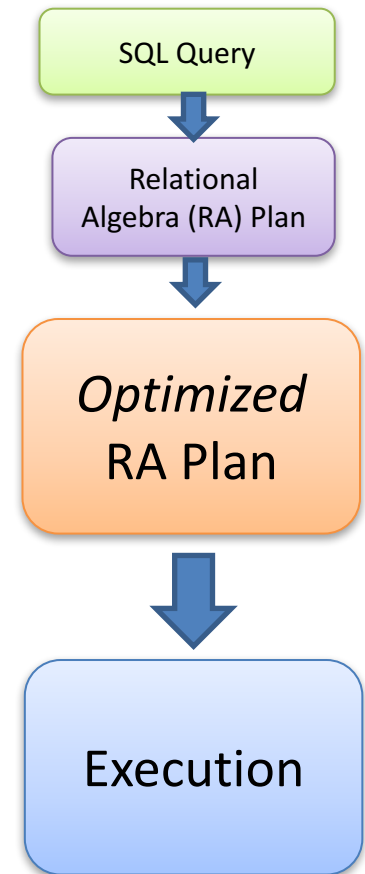 SQL Query
Relational
Algebra (RA) Plan
Optimized
RA Plan
Execution